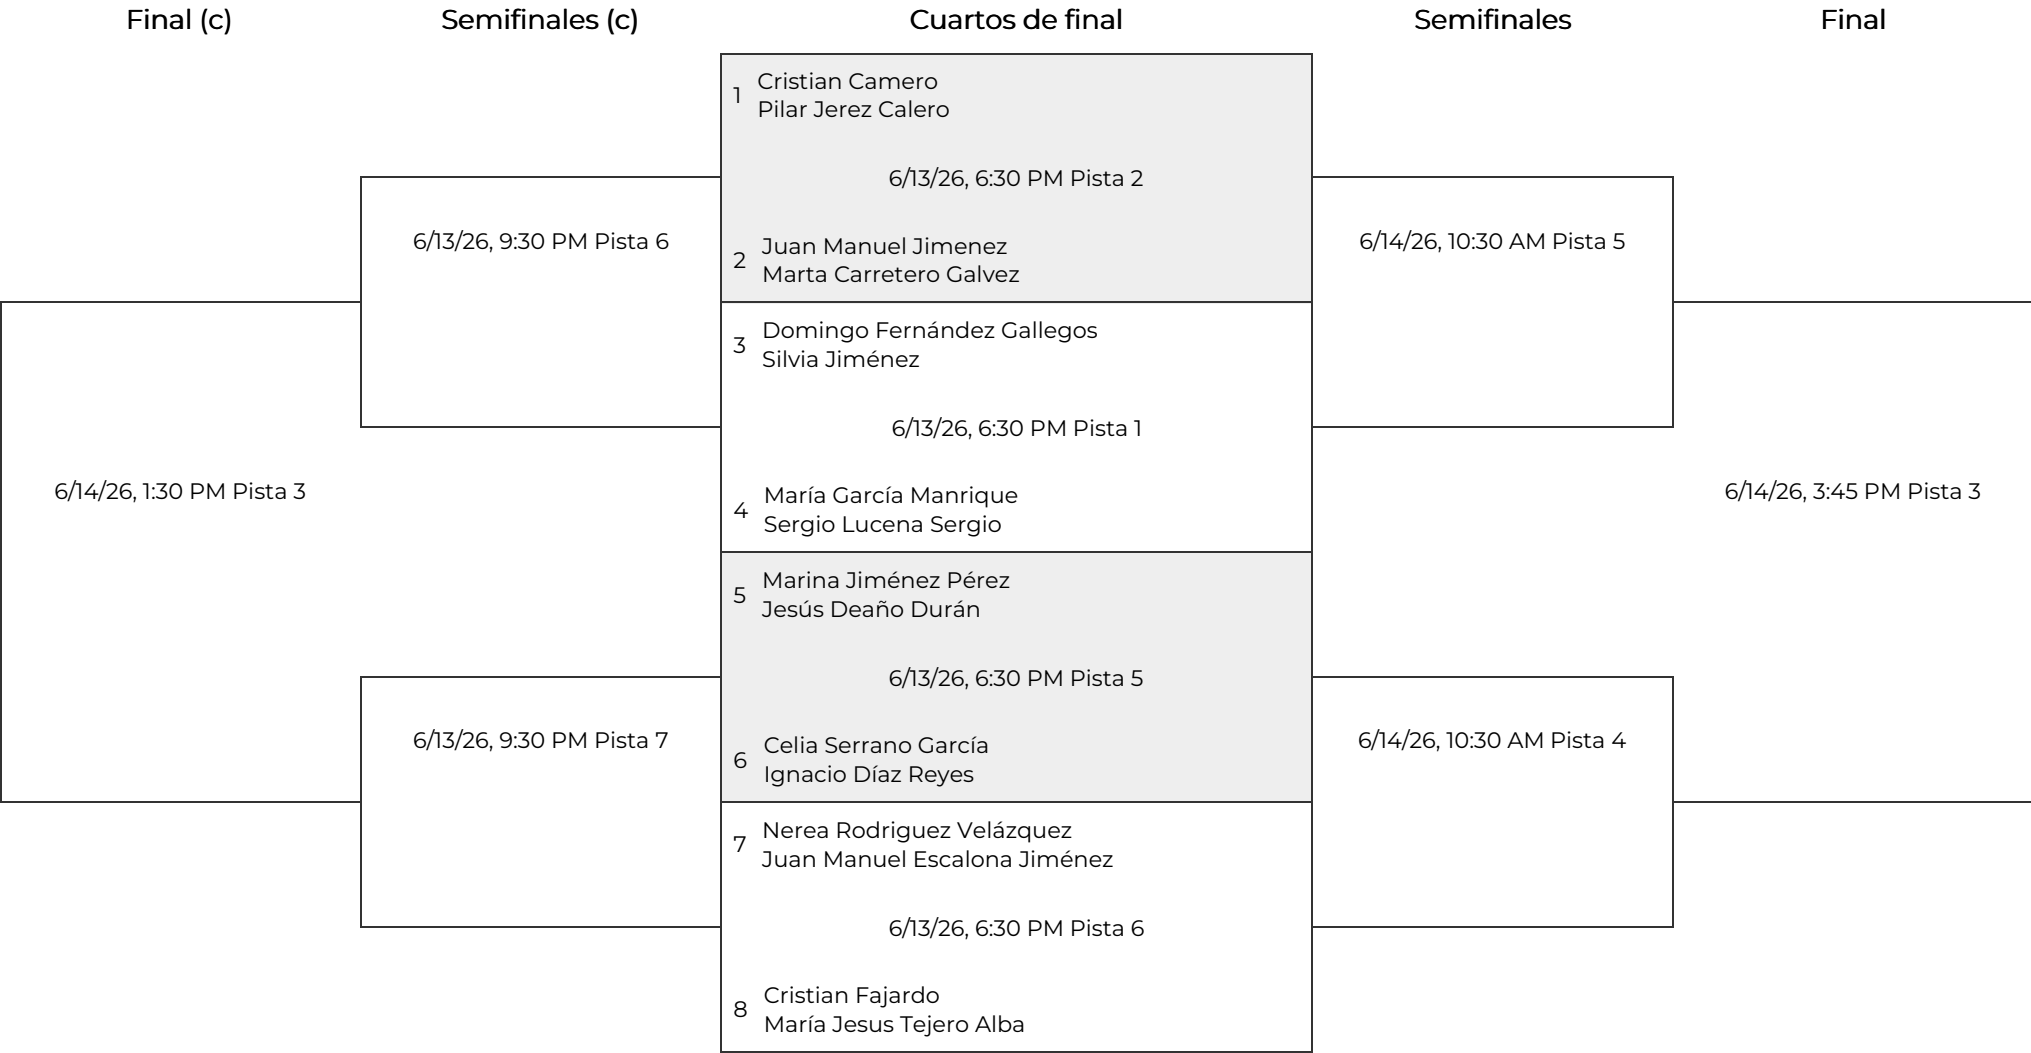 Final (c)
Semifinales (c)
Cuartos de final
Semifinales
Final
1
Cristian Camero
Pilar Jerez Calero
6/13/26, 6:30 PM Pista 2
6/13/26, 9:30 PM Pista 6
6/14/26, 10:30 AM Pista 5
2
Juan Manuel Jimenez
Marta Carretero Galvez
3
Domingo Fernández Gallegos
Silvia Jiménez
6/13/26, 6:30 PM Pista 1
6/14/26, 1:30 PM Pista 3
6/14/26, 3:45 PM Pista 3
4
María García Manrique
Sergio Lucena Sergio
5
Marina Jiménez Pérez
Jesús Deaño Durán
6/13/26, 6:30 PM Pista 5
6/13/26, 9:30 PM Pista 7
6/14/26, 10:30 AM Pista 4
6
Celia Serrano García
Ignacio Díaz Reyes
7
Nerea Rodriguez Velázquez
Juan Manuel Escalona Jiménez
6/13/26, 6:30 PM Pista 6
8
Cristian Fajardo
María Jesus Tejero Alba